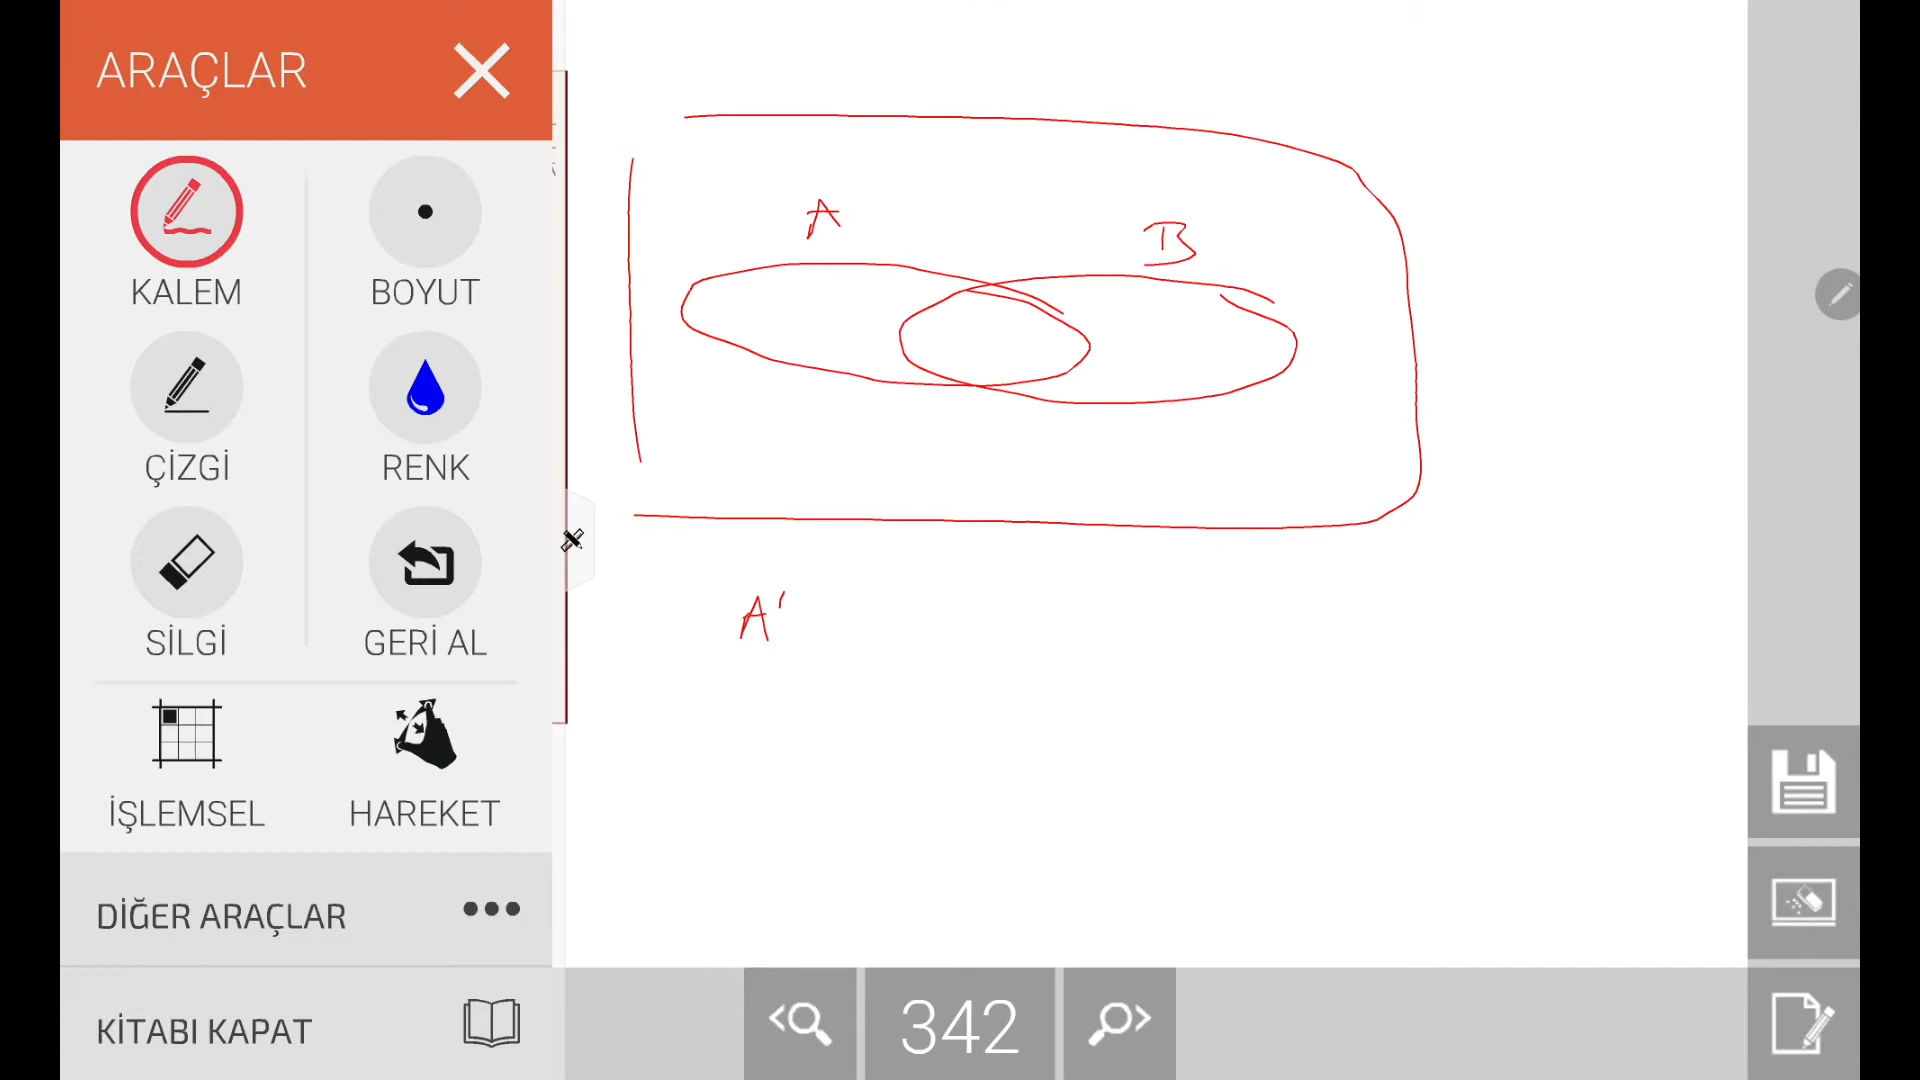 ARAÇLAR
KALEM
BOYUT
ÇİZGİ
RENK
SİLGİ
GERİ AL
İŞLEMSEL
HAREKET
DİĞER ARAÇLAR
KİTABI KAPAT
A
B
A'
342